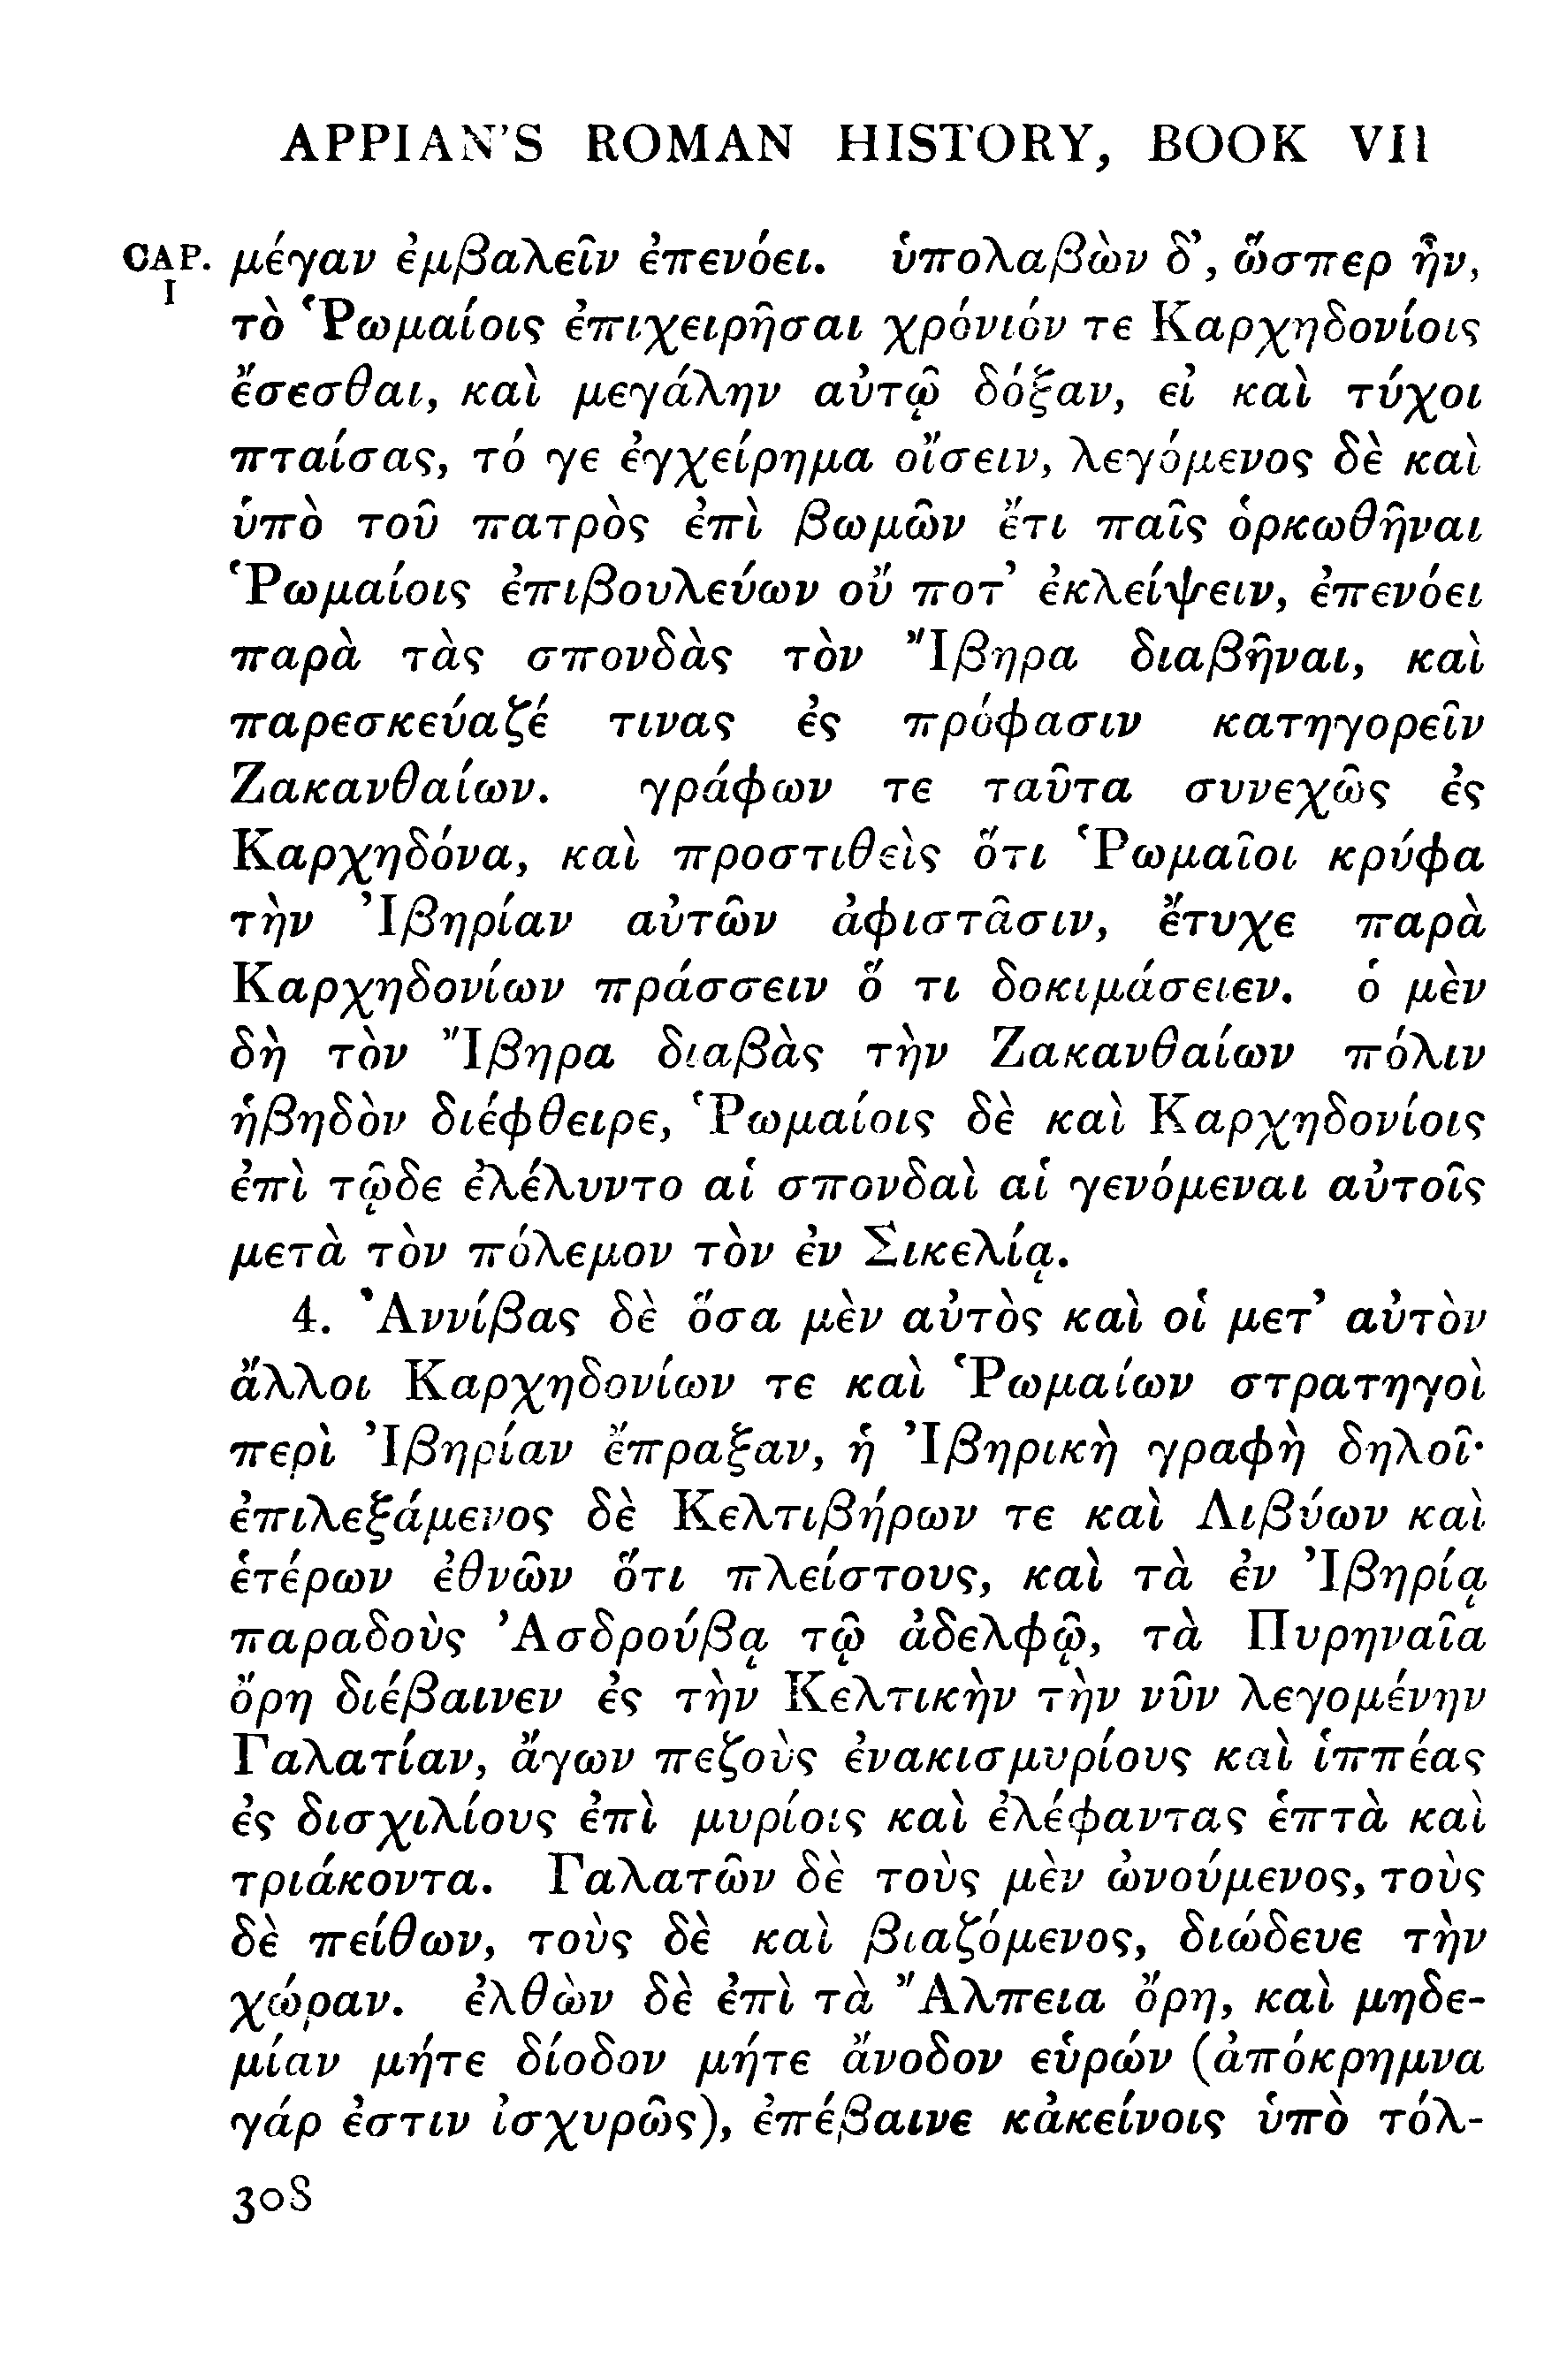 APPIAN'S ROMAN HISTORY, BOOK VII
CAP. μέγαν ἐμβαλεῖν ἐπενόει. ὑπολαβὼν δ', ὥσπερ ἦν,
I
τὸ Ῥωμαίοις ἐπιχειρῆσαι χρόνιόν τε Καρχηδονίοις
ἔσεσθαι, καὶ μεγάλην αὐτῷ δόξαν, εἰ καὶ τύχοι
πταίσας, τό γε ἐγχείρημα οἴσειν, λεγόμενος δὲ καὶ
ὑπὸ τοῦ πατρὸς ἐπὶ βωμῶν ἔτι παῖς ὁρκωθῆναι
Ῥωμαίοις ἐπιβουλεύων οὔ ποτ' ἐκλείψειν, ἐπενόει
παρὰ τὰς σπονδὰς τὸν Ἴβηρα διαβῆναι, καὶ
παρεσκεύαζέ τινας ἐς πρόφασιν κατηγορεῖν
Ζακανθαίων. γράφων τε ταῦτα συνεχῶς ἐς
Καρχηδόνα, καὶ προστιθεὶς ὅτι Ῥωμαῖοι κρύφα
τὴν Ἰβηρίαν αὐτῶν ἀφιστᾶσιν, ἔτυχε παρὰ
Καρχηδονίων πράσσειν ὅ τι δοκιμάσειεν. ὁ μὲν
δὴ τὸν Ἴβηρα διαβὰς τὴν Ζακανθαίων πόλιν
ἡβηδὸν διέφθειρε, Ῥωμαίοις δὲ καὶ Καρχηδονίοις
ἐπὶ τῷδε ἐλέλυντο αἱ σπονδαὶ αἱ γενόμεναι αὐτοῖς
μετὰ τὸν πόλεμον τὸν ἐν Σικελίᾳ.
4. Ἀννίβας δὲ ὅσα μὲν αὐτὸς καὶ οἱ μετ' αὐτὸν
ἄλλοι Καρχηδονίων τε καὶ Ῥωμαίων στρατηγοὶ
περὶ Ἰβηρίαν ἔπραξαν, ἡ Ἰβηρικὴ γραφὴ δηλοῖ·
ἐπιλεξάμενος δὲ Κελτιβήρων τε καὶ Λιβύων καὶ
ἑτέρων ἐθνῶν ὅτι πλείστους, καὶ τὰ ἐν Ἰβηρίᾳ
παραδοὺς Ἀσδρούβᾳ τῷ ἀδελφῷ, τὰ Πυρηναῖα
ὄρη διέβαινεν ἐς τὴν Κελτικὴν τὴν νῦν λεγομένην
Γαλατίαν, ἄγων πεζοὺς ἐνακισμυρίους καὶ ἱππέας
ἐς δισχιλίους ἐπὶ μυρίοις καὶ ἐλέφαντας ἑπτὰ καὶ
τριάκοντα. Γαλατῶν δὲ τοὺς μὲν ὠνούμενος, τοὺς
δὲ πείθων, τοὺς δὲ καὶ βιαζόμενος, διώδευε τὴν
χώραν. ἐλθὼν δὲ ἐπὶ τὰ Ἄλπεια ὄρη, καὶ μηδε-
μίαν μήτε δίοδον μήτε ἄνοδον εὑρών (ἀπόκρημνα
γάρ ἐστιν ἰσχυρῶς), ἐπέβαινε κἀκείνοις ὑπὸ τόλ-
308